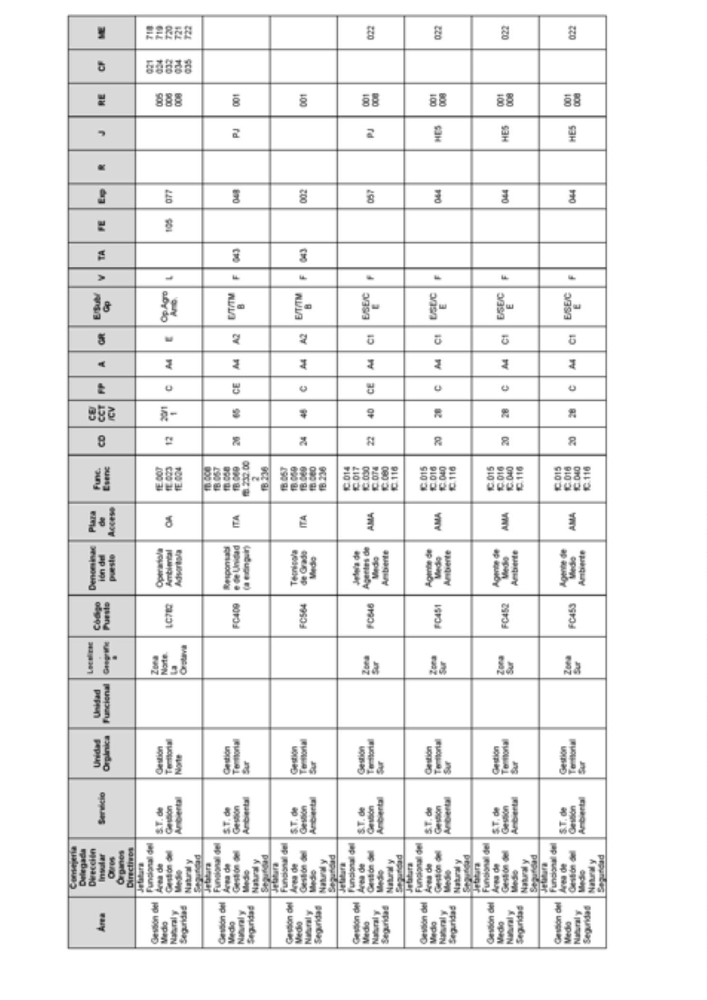 Área
Consejería
Delegada
Dirección
Insular
Otros
Órganos
Directivos
Servicio
Unidad
Orgánica
Unidad
Funcional
Localizac
.
Geográfic
a
Código
Puesto
Denominac
ión del
puesto
Plaza
de
Acceso
Func.
Esenc
CD
CE/
CCT
/CV
FP
A
GR
E/Sub/
Gp
V
TA
FE
Exp
R
J
RE
CF
ME
Gestión del
Medio
Natural y
Seguridad
Jefatura
Funcional del
Área de
Gestión del
Medio
Natural y
Seguridad
S.T. de
Gestión
Ambiental
Gestión
Territorial
Norte
Zona
Norte.
La
Orotava
LC782
Operario/a
Ambiental
Adscrito/a
OA
fE.007
fE.023
fE.024
12
20/1
1
C
A4
E
Op.Agro
Amb.
L
105
077
005
006
008
021
024
032
034
035
718
719
720
721
722
Gestión del
Medio
Natural y
Seguridad
Jefatura
Funcional del
Área de
Gestión del
Medio
Natural y
Seguridad
S.T. de
Gestión
Ambiental
Gestión
Territorial
Sur
FC409
Responsabl
e de Unidad
(a extinguir)
ITA
fB.008
fB.057
fB.058
fB.069
fB.232.00
2
fB.236
26
65
CE
A4
A2
E/T/TM
B
F
043
048
PJ
001
Gestión del
Medio
Natural y
Seguridad
Jefatura
Funcional del
Área de
Gestión del
Medio
Natural y
Seguridad
S.T. de
Gestión
Ambiental
Gestión
Territorial
Sur
FC564
Técnico/a
de Grado
Medio
ITA
fB.057
fB.059
fB.069
fB.080
fB.236
24
46
C
A4
A2
E/T/TM
B
F
043
002
001
Gestión del
Medio
Natural y
Seguridad
Jefatura
Funcional del
Área de
Gestión del
Medio
Natural y
Seguridad
S.T. de
Gestión
Ambiental
Gestión
Territorial
Sur
Zona
Sur
FC646
Jefe/a de
Agentes de
Medio
Ambiente
AMA
fC.014
fC.017
fC.030
fC.074
fC.080
fC.116
22
40
CE
A4
C1
E/SE/C
E
F
057
PJ
001
008
022
Gestión del
Medio
Natural y
Seguridad
Jefatura
Funcional del
Área de
Gestión del
Medio
Natural y
Seguridad
S.T. de
Gestión
Ambiental
Gestión
Territorial
Sur
Zona
Sur
FC451
Agente de
Medio
Ambiente
AMA
fC.015
fC.016
fC.040
fC.116
20
28
C
A4
C1
E/SE/C
E
F
044
HE5
001
008
022
Gestión del
Medio
Natural y
Seguridad
Jefatura
Funcional del
Área de
Gestión del
Medio
Natural y
Seguridad
S.T. de
Gestión
Ambiental
Gestión
Territorial
Sur
Zona
Sur
FC452
Agente de
Medio
Ambiente
AMA
fC.015
fC.016
fC.040
fC.116
20
28
C
A4
C1
E/SE/C
E
F
044
HE5
001
008
022
Gestión del
Medio
Natural y
Seguridad
Jefatura
Funcional del
Área de
Gestión del
Medio
Natural y
Seguridad
S.T. de
Gestión
Ambiental
Gestión
Territorial
Sur
Zona
Sur
FC453
Agente de
Medio
Ambiente
AMA
fC.015
fC.016
fC.040
fC.116
20
28
C
A4
C1
E/SE/C
E
F
044
HE5
001
008
022